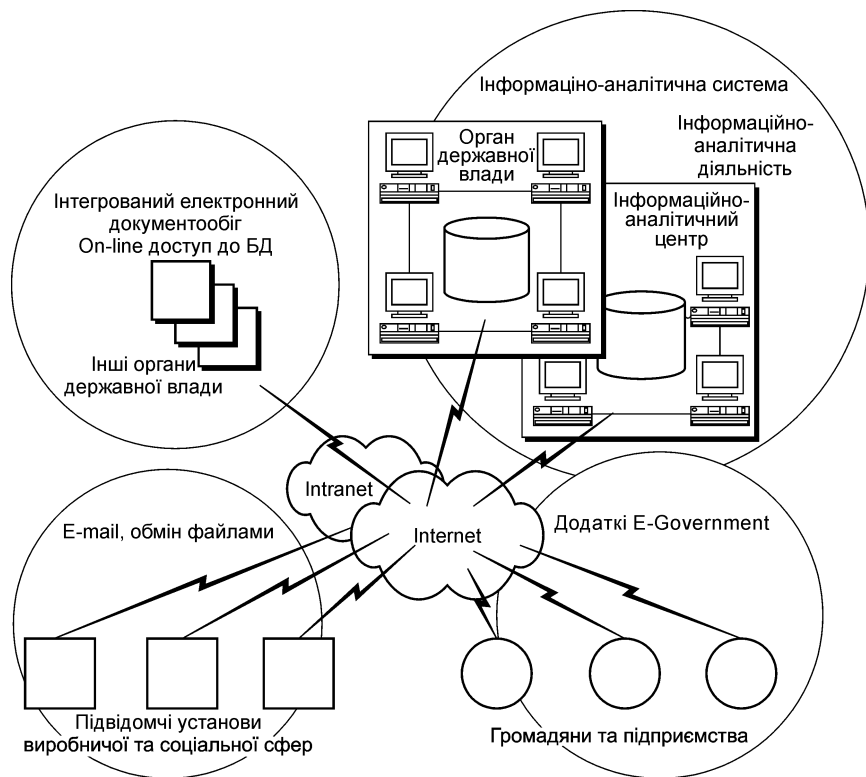 Інформаціно-аналітична система
Орган
державної
влади
Інформаційно-
аналітична
діяльність
Інформаційно-
аналітичний
центр
Інтегрований електронний
документообіг
On-line доступ до БД
Інші органи
державної влади
Intranet
Internet
E-mail, обмін файлами
Додаткі E-Government
Підвідомчі установи
виробничої та соціальної сфер
Громадяни та підприємства